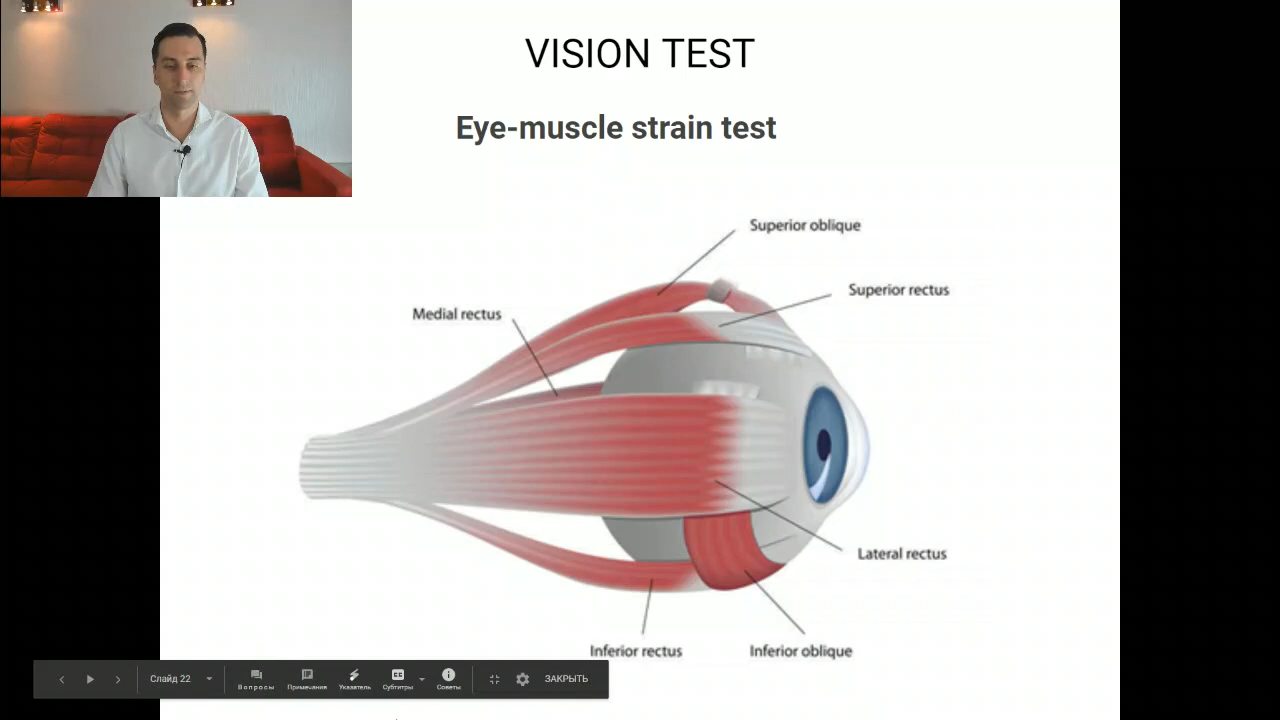 VISION TEST
Eye-muscle strain test
Superior oblique
Superior rectus
Medial rectus
Lateral rectus
Inferior rectus
Inferior oblique
Слайд 22
Вопросы
Примечания
Указатель
Субтитры
Советы
ЗАКРЫТЬ